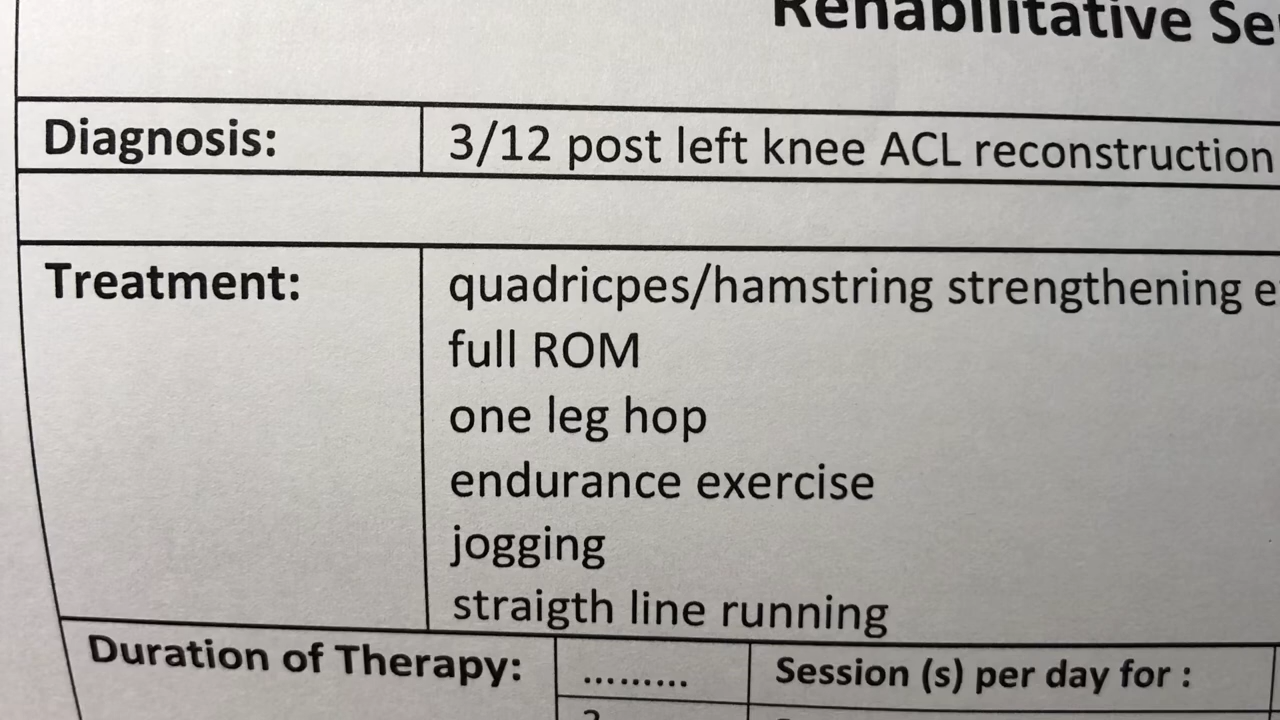 Rehabilitative Se
Diagnosis: 3/12 post left knee ACL reconstruction
Treatment: quadricpes/hamstring strengthening e
full ROM
one leg hop
endurance exercise
jogging
straigth line running
Duration of Therapy: ......... Session (s) per day for :